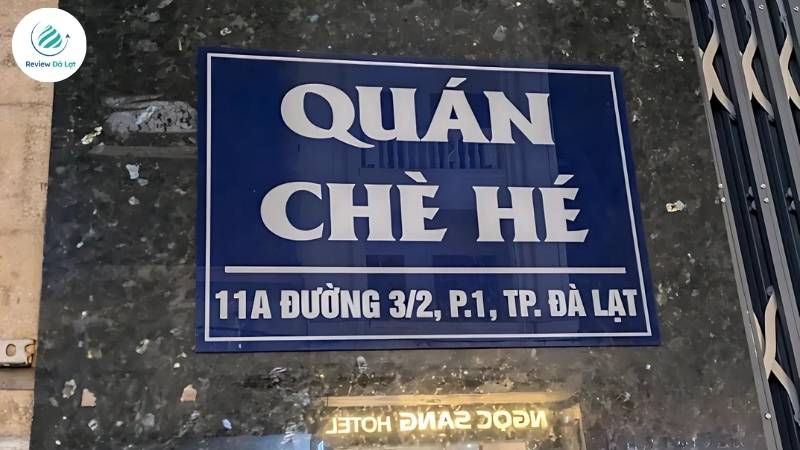 Review Đà Lạt
QUÁN
CHÈ HÉ
11A ĐƯỜNG 3/2, P.1, TP. ĐÀ LẠT
NGỌC SANG HOTEL